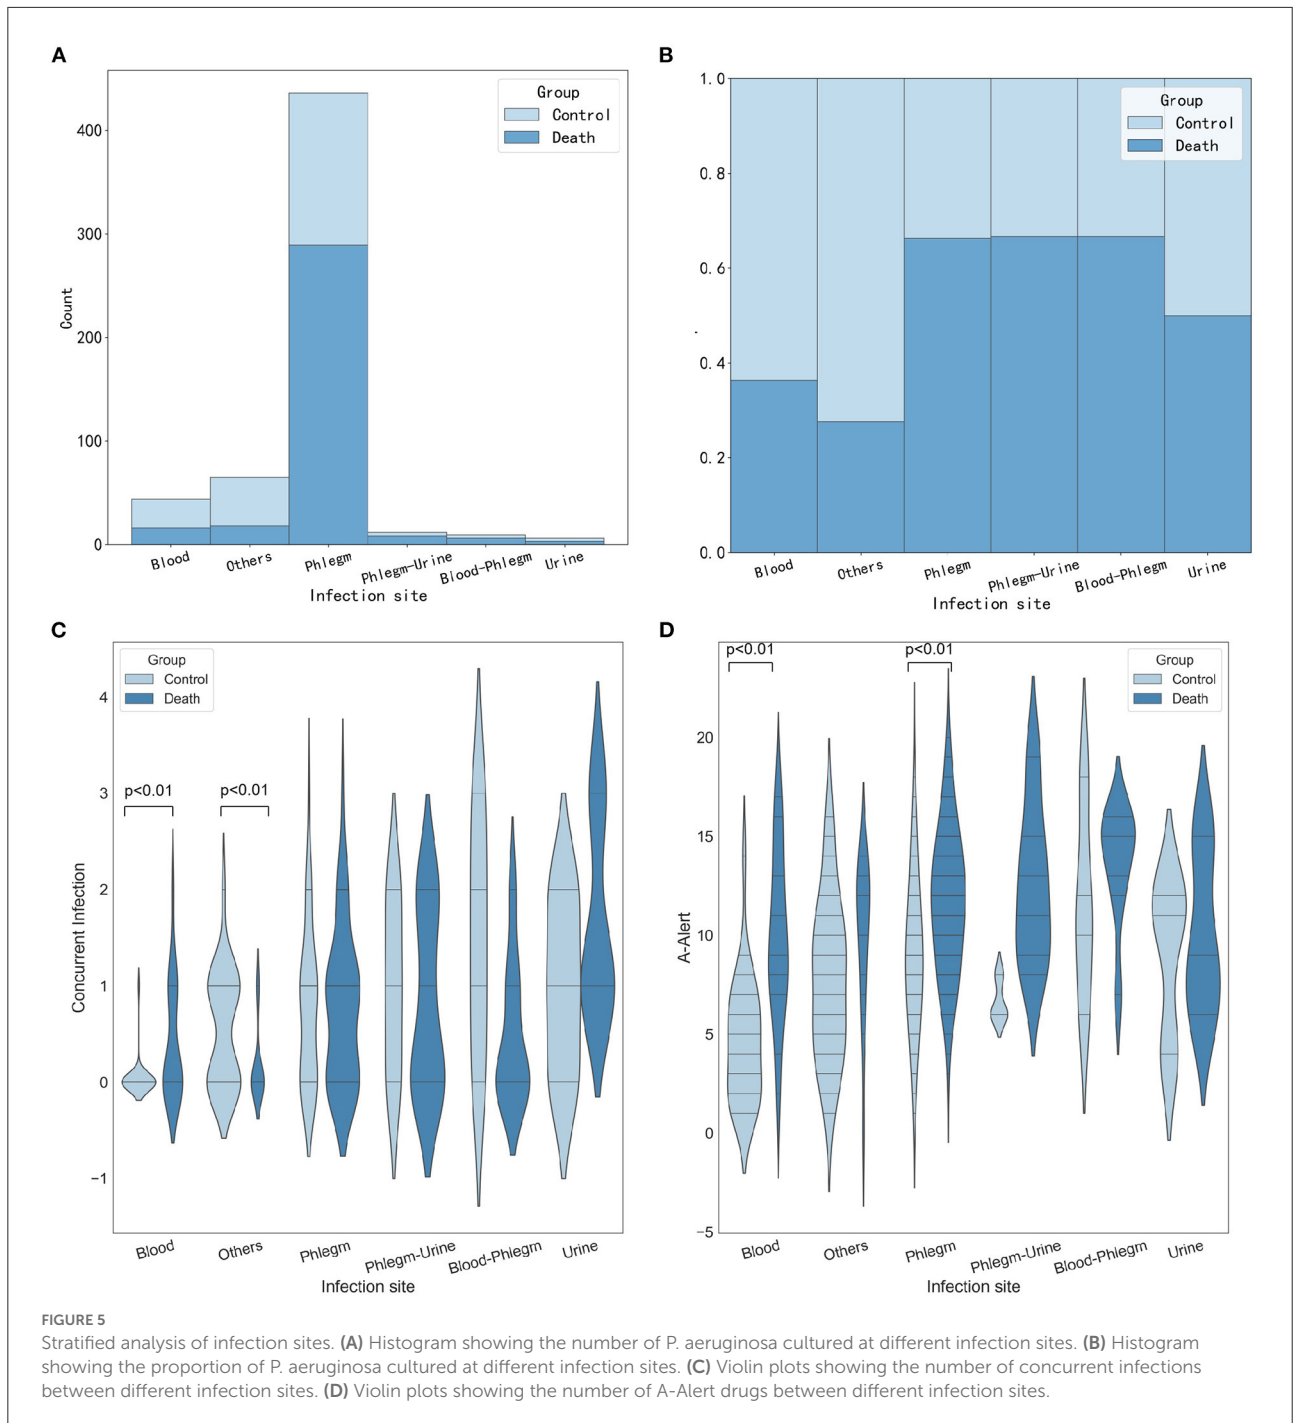 A
Group
Control
Death
400
300
200
100
0
Count
Blood
Others
Phlegm
Phlegm-Urine
Blood-Phlegm
Urine
Infection site
B
Group
Control
Death
1.0
0.8
0.6
0.4
0.2
0.0
Blood
Others
Phlegm
Phlegm-Urine
Blood-Phlegm
Urine
Infection site
C
Group
Control
Death
p<0.01
p<0.01
4
3
2
1
0
−1
Concurrent Infection
Blood
Others
Phlegm
Phlegm-Urine
Blood-Phlegm
Urine
Infection site
D
p<0.01
p<0.01
Group
Control
Death
20
15
10
5
0
−5
A-Alert
Blood
Others
Phlegm
Phlegm-Urine
Blood-Phlegm
Urine
Infection site
FIGURE 5
Stratified analysis of infection sites. (A) Histogram showing the number of P. aeruginosa cultured at different infection sites. (B) Histogram
showing the proportion of P. aeruginosa cultured at different infection sites. (C) Violin plots showing the number of concurrent infections
between different infection sites. (D) Violin plots showing the number of A-Alert drugs between different infection sites.